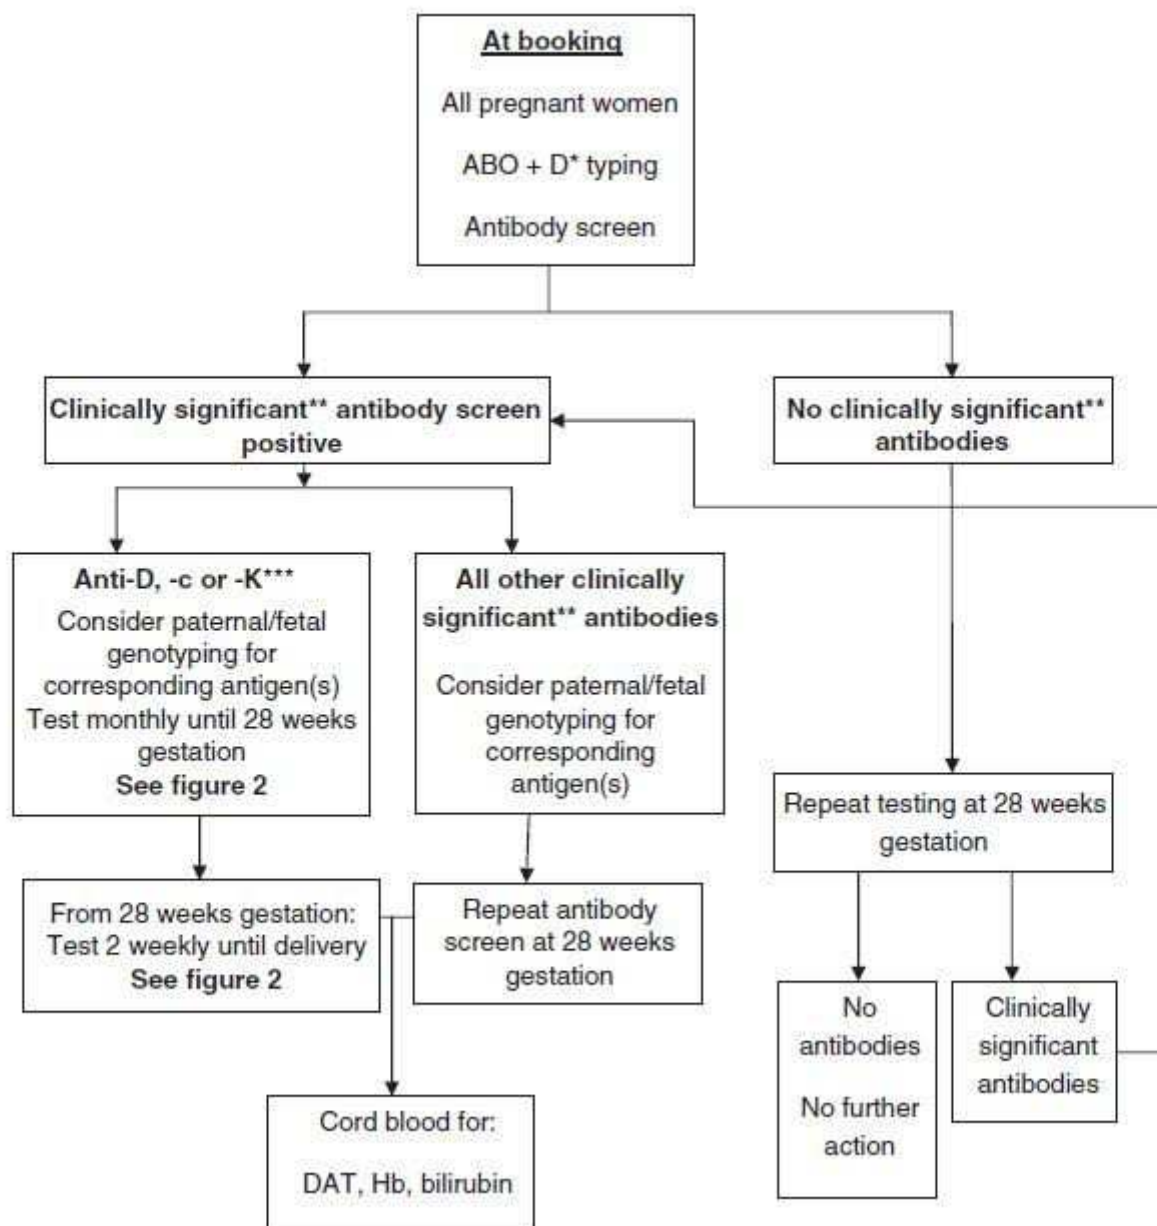 At booking
All pregnant women
ABO + D* typing
Antibody screen
Clinically significant** antibody screen
positive
No clinically significant**
antibodies
Anti-D, -c or -K***
Consider paternal/fetal
genotyping for
corresponding antigen(s)
Test monthly until 28 weeks
gestation
See figure 2
All other clinically
significant** antibodies
Consider paternal/fetal
genotyping for
corresponding
antigen(s)
Repeat testing at 28 weeks
gestation
From 28 weeks gestation:
Test 2 weekly until delivery
See figure 2
Repeat antibody
screen at 28 weeks
gestation
No
antibodies
No further
action
Clinically
significant
antibodies
Cord blood for:
DAT, Hb, bilirubin